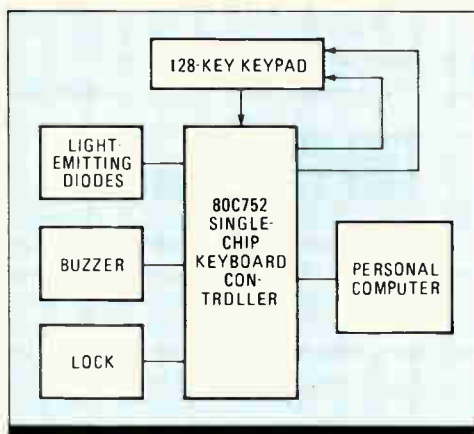 128-KEY KEYPAD
LIGHT-
EMITTING
DIODES
BUZZER
LOCK
80C752
SINGLE-
CHIP
KEYBOARD
CON-
TROLLER
PERSONAL
COMPUTER